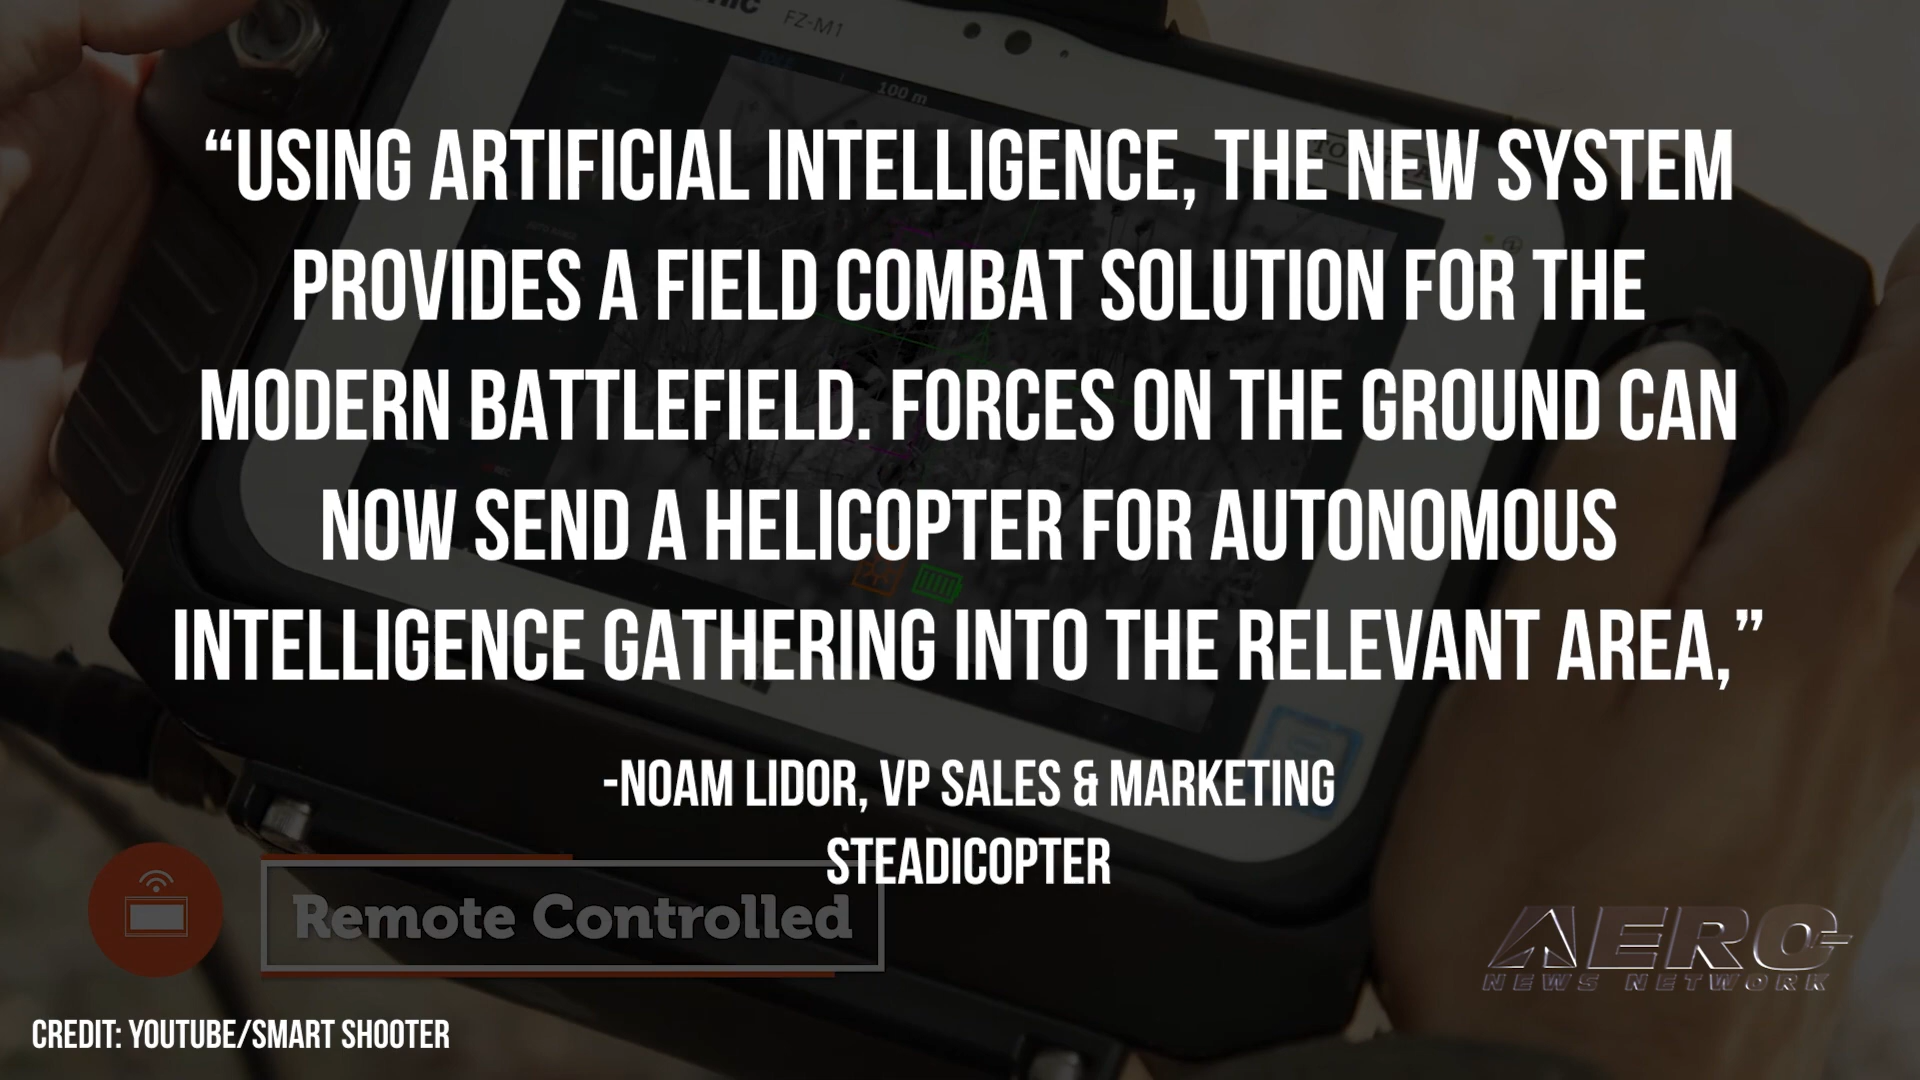 FZ-M1
100 m
“USING ARTIFICIAL INTELLIGENCE, THE NEW SYSTEM
PROVIDES A FIELD COMBAT SOLUTION FOR THE
MODERN BATTLEFIELD. FORCES ON THE GROUND CAN
NOW SEND A HELICOPTER FOR AUTONOMOUS
INTELLIGENCE GATHERING INTO THE RELEVANT AREA,”
-NOAM LIDOR, VP SALES & MARKETING
STEADICOPTER
Remote Controlled
AERO
NEWS NETWORK
CREDIT: YOUTUBE/SMART SHOOTER